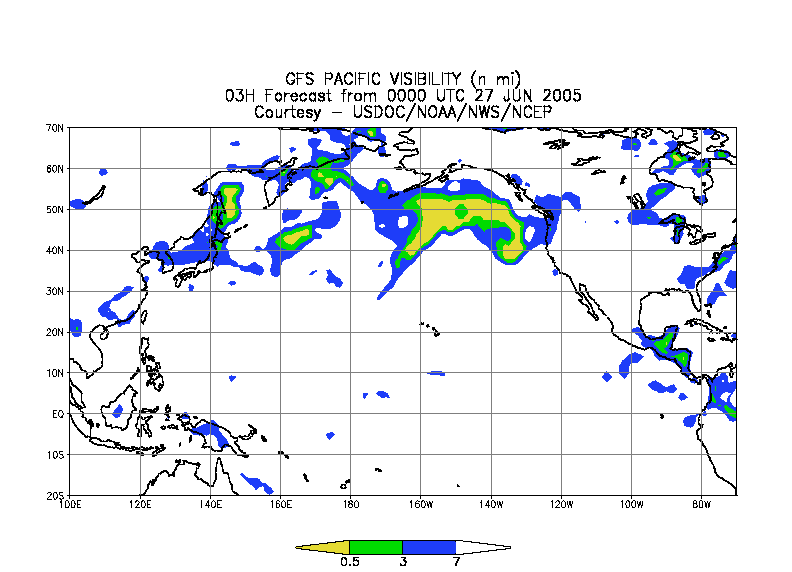 GFS PACIFIC VISIBILITY (n mi)
03H Forecast from 0000 UTC 27 JUN 2005
Courtesy – USDOC/NOAA/NWS/NCEP
70N
60N
50N
40N
30N
20N
10N
EQ
10S
20S
100E 120E 140E 160E 180 160W 140W 120W 100W 80W
0.5 3 7